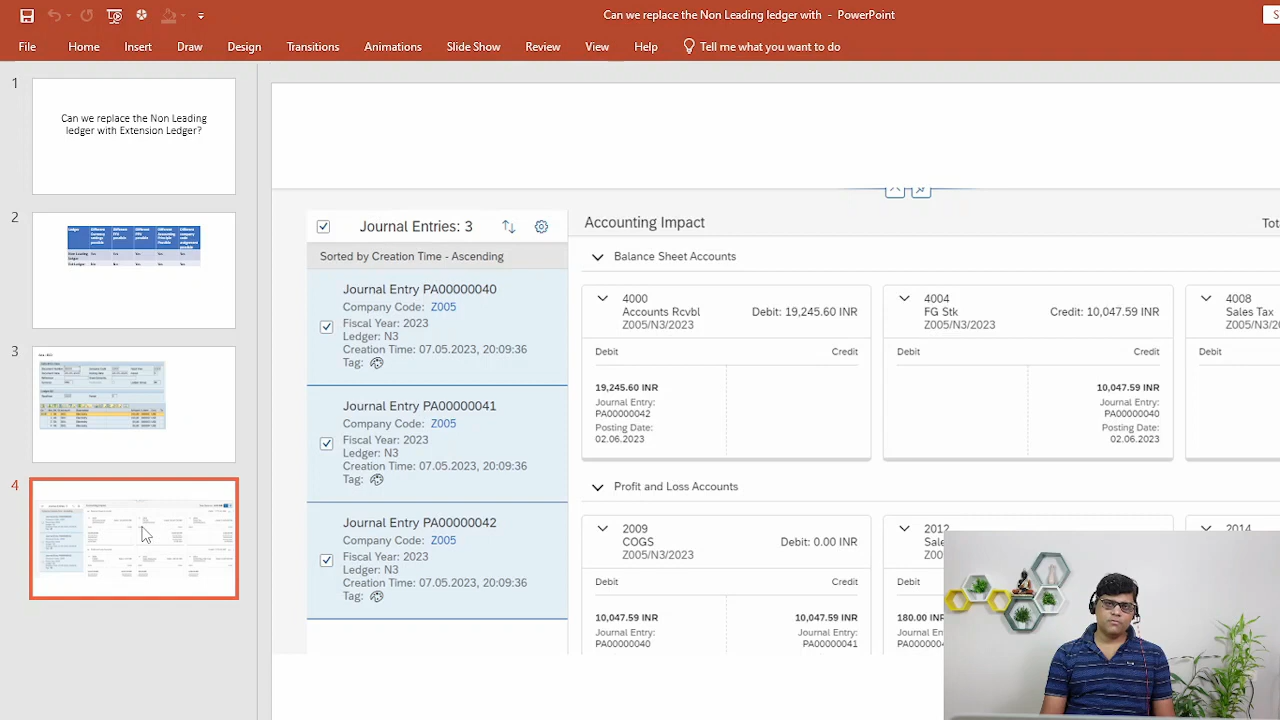 Can we replace the Non Leading ledger with - PowerPoint
File Home Insert Draw Design Transitions Animations Slide Show Review View Help Tell me what you want to do
1
Can we replace the Non Leading
ledger with Extension Ledger?
2
3
4
Journal Entries: 3
Sorted by Creation Time - Ascending
Journal Entry PA00000040
Company Code: Z005
Fiscal Year: 2023
Ledger: N3
Creation Time: 07.05.2023, 20:09:36
Tag:
Journal Entry PA00000041
Company Code: Z005
Fiscal Year: 2023
Ledger: N3
Creation Time: 07.05.2023, 20:09:36
Tag:
Journal Entry PA00000042
Company Code: Z005
Fiscal Year: 2023
Ledger: N3
Creation Time: 07.05.2023, 20:09:36
Tag:
Accounting Impact
Balance Sheet Accounts
4000
Accounts Rcvbl Debit: 19,245.60 INR
Z005/N3/2023
Debit Credit
19,245.60 INR
Journal Entry:
PA00000042
Posting Date:
02.06.2023
4004
FG Stk Credit: 10,047.59 INR
Z005/N3/2023
Debit Credit
10,047.59 INR
Journal Entry:
PA00000040
Posting Date:
02.06.2023
4008
Sales Tax
Z005/N3/20
Debit
Profit and Loss Accounts
2009
COGS Debit: 0.00 INR
Z005/N3/2023
Debit Credit
10,047.59 INR 10,047.59 INR
Journal Entry: Journal Entry:
PA00000040 PA00000041
2012
Z005/N3
Debit
180.00 INR
Journal En
PA000004
2014